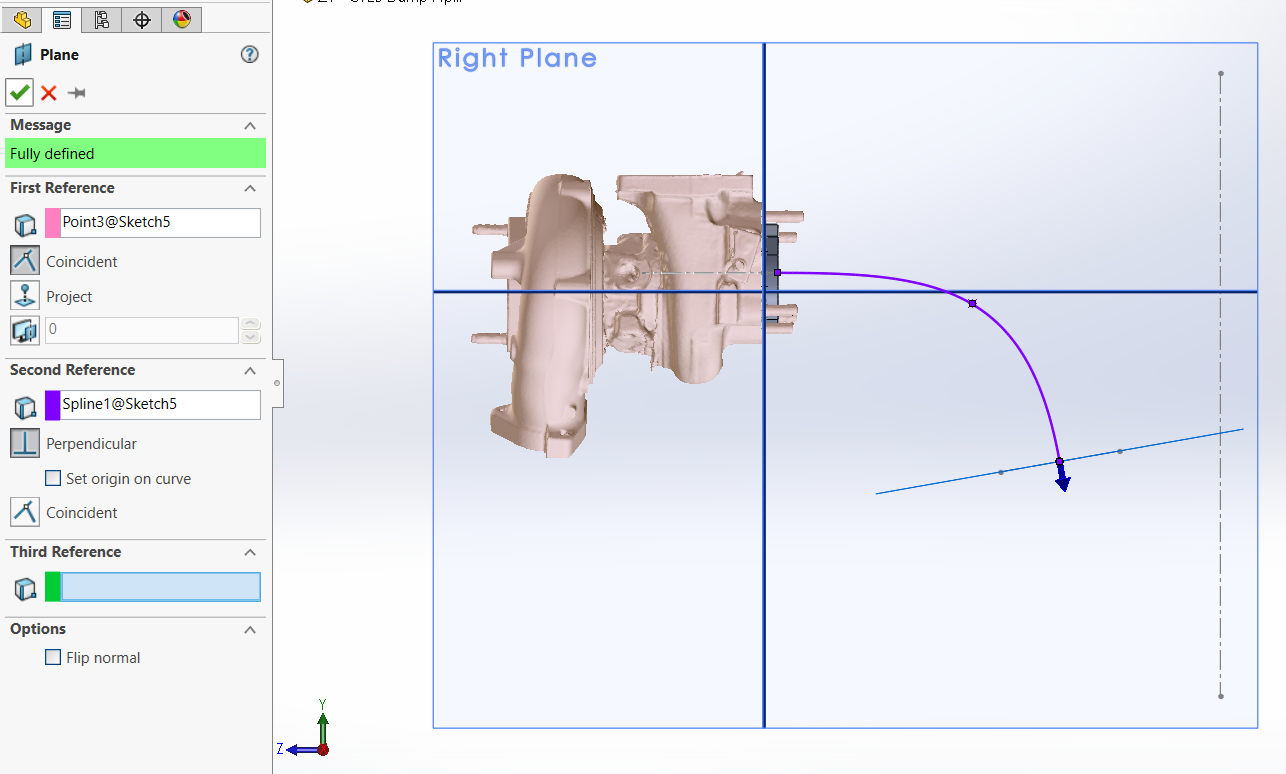 Plane
Message
Fully defined
First Reference
Point3@Sketch5
Coincident
Project
0
Second Reference
Spline1@Sketch5
Perpendicular
Set origin on curve
Coincident
Third Reference
Options
Flip normal
Right Plane
Y
Z